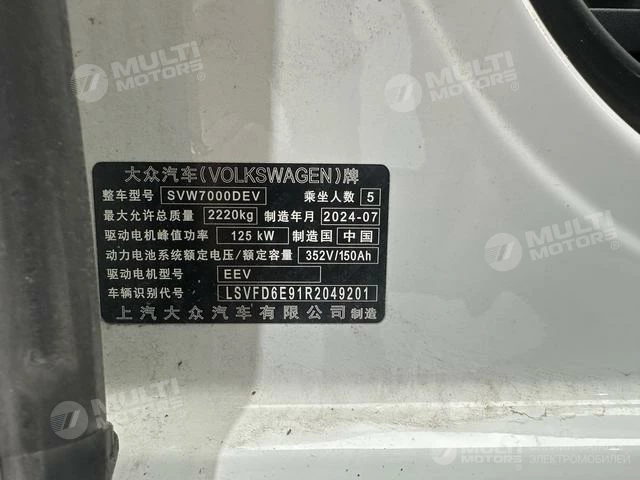 大众汽车(VOLKSWAGEN)牌
整车型号 SVW7000DEV 乘坐人数 5
最大允许总质量 2220kg 制造年月 2024-07
驱动电机峰值功率 125 kW 制造国 中国
动力电池系统额定电压/额定容量 352V/150Ah
驱动电机型号 EEV
车辆识别代号 LSVFD6E91R2049201
上汽大众汽车有限公司 制造
MULTI MOTORS
MULTI MOTORS
MULTI MOTORS
MULTI MOTORS
MULTI MOTORS
ЭЛЕКТРОМОБИЛЕЙ